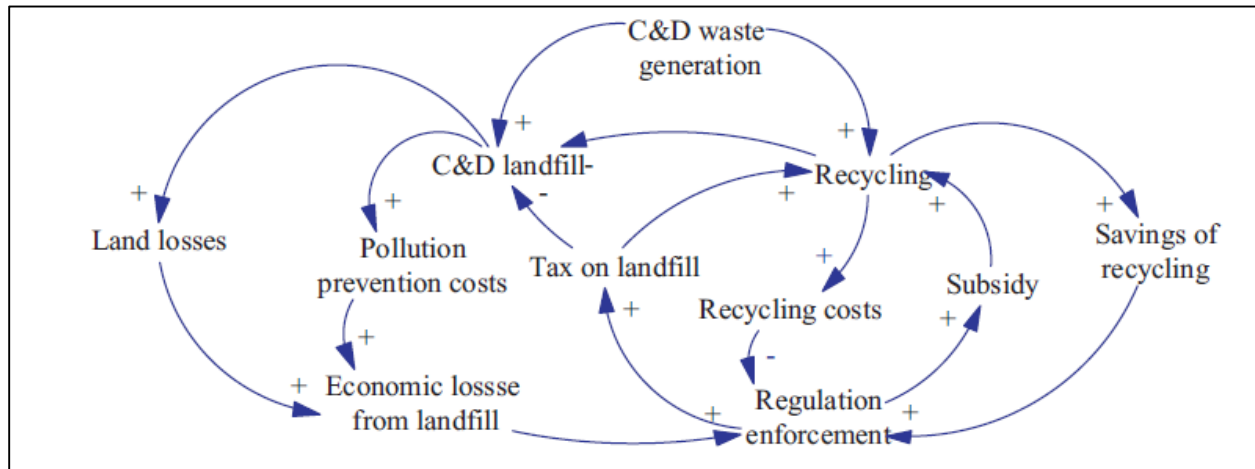 C&D waste
generation
+
+
C&D landfill-
Recycling
+
-
+
+
+
+
Land losses
Pollution
prevention costs
Tax on landfill
+
Savings of
recycling
Subsidy
+
Recycling costs
+
+
-
+
Economic lossse
from landfill
Regulation
enforcement
+
+